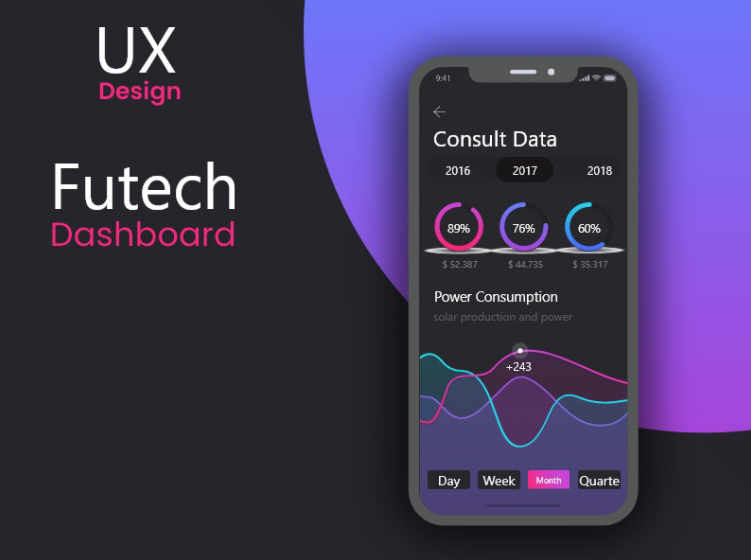 UX
Design
Futech
Dashboard
9:41
Consult Data
2016 2017 2018
89% 76% 60%
$ 52.387 $ 44.735 $ 35.317
Power Consumption
solar production and power
+243
Day Week Month Quarte